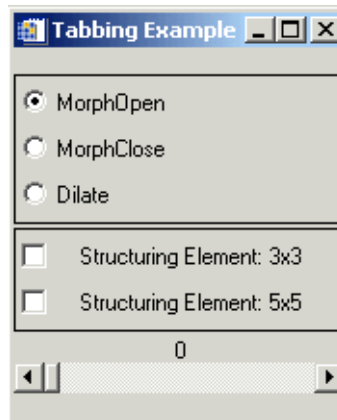 Tabbing Example
MorphOpen
MorphClose
Dilate
Structuring Element: 3x3
Structuring Element: 5x5
0